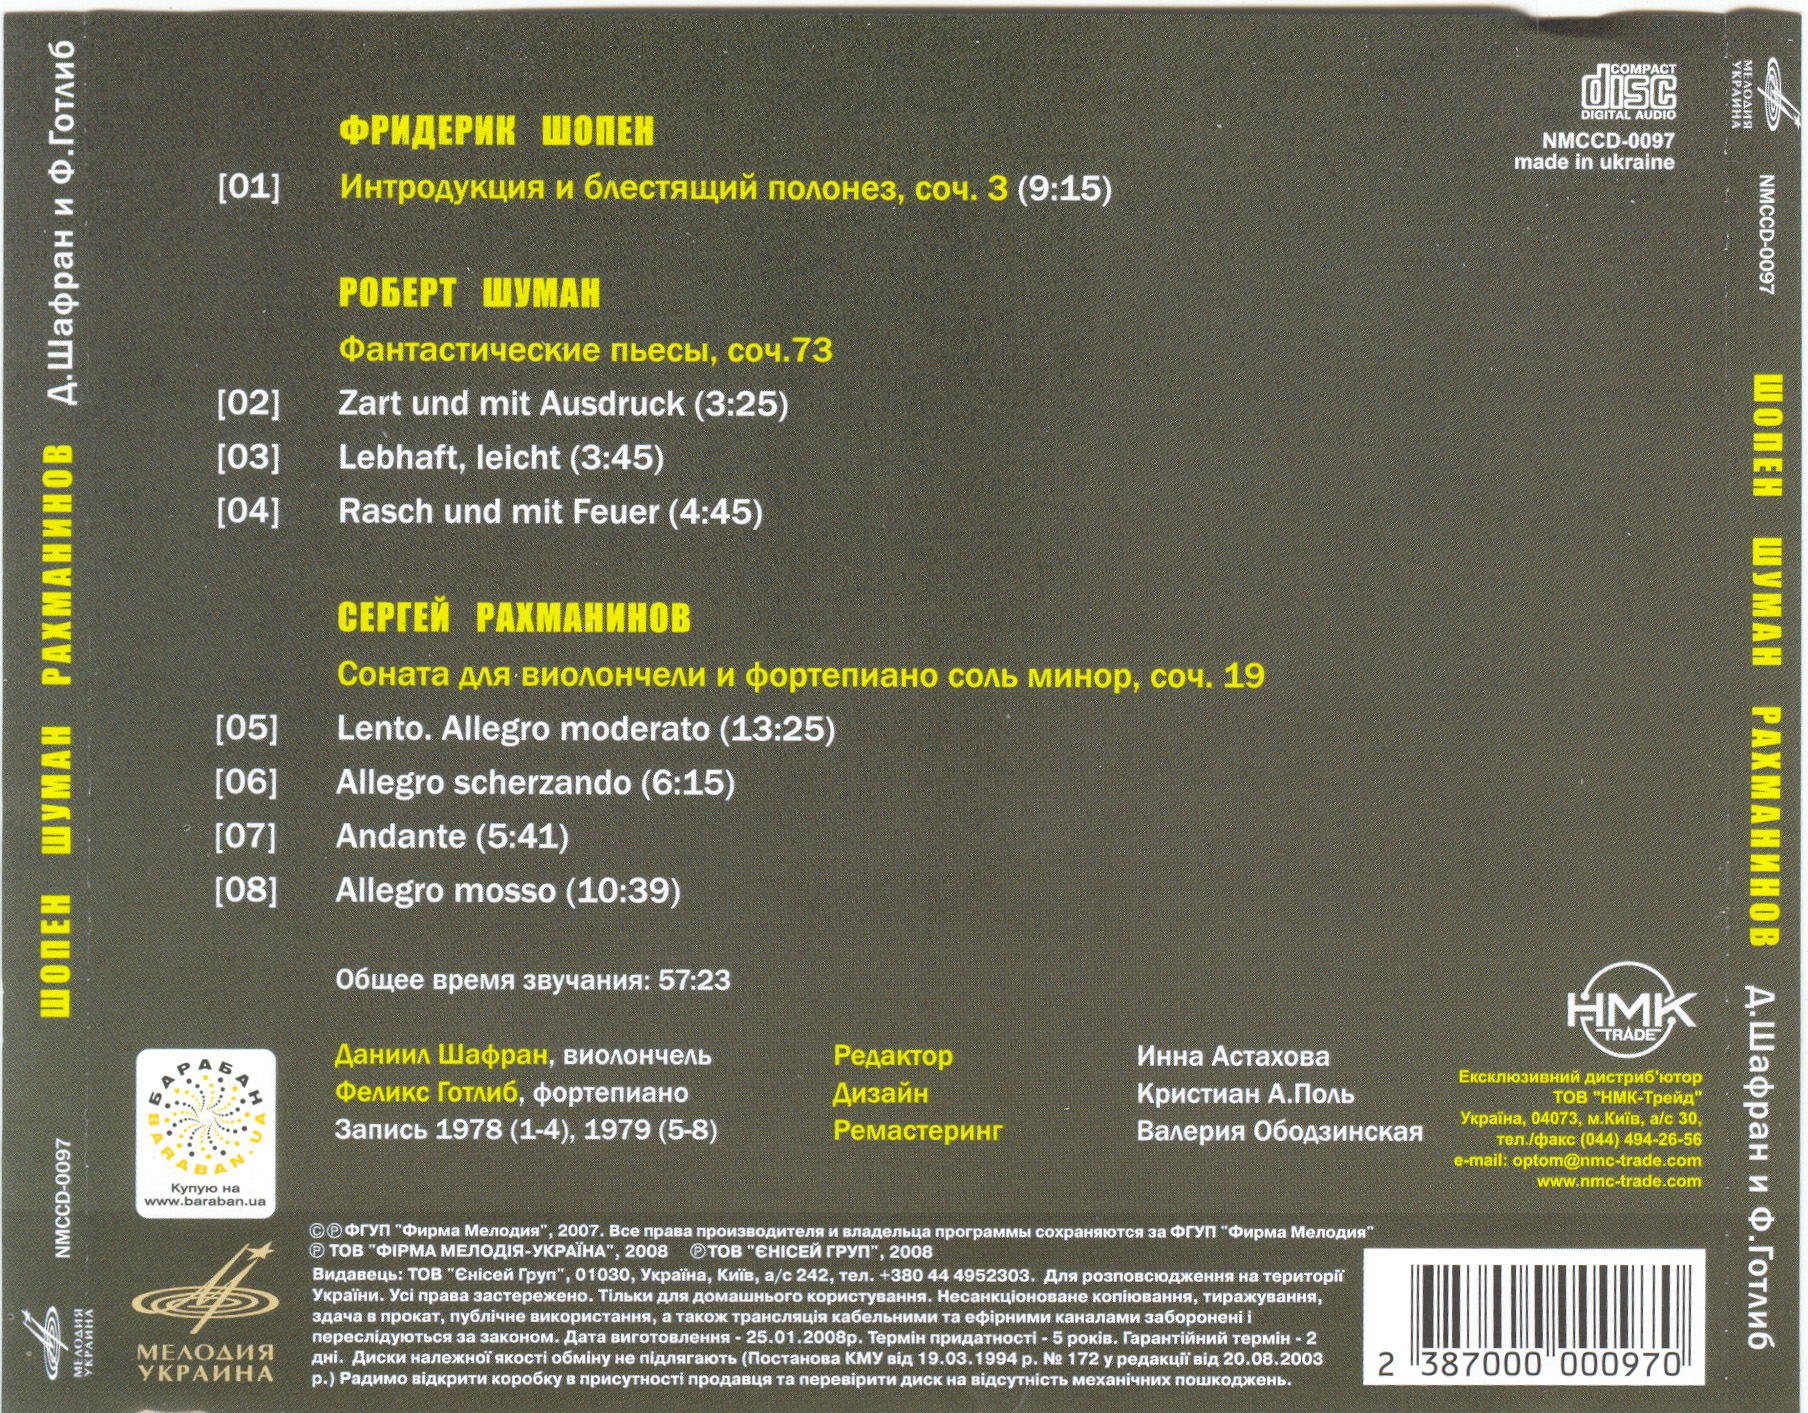 COMPACT
disc
DIGITAL AUDIO
NMCCD-0097
made in ukraine
ФРИДЕРИК ШОПЕН
[01] Интродукция и блестящий полонез, соч. 3 (9:15)
РОБЕРТ ШУМАН
Фантастические пьесы, соч.73
[02] Zart und mit Ausdruck (3:25)
[03] Lebhaft, leicht (3:45)
[04] Rasch und mit Feuer (4:45)
СЕРГЕЙ РАХМАНИНОВ
Соната для виолончели и фортепиано соль минор, соч. 19
[05] Lento. Allegro moderato (13:25)
[06] Allegro scherzando (6:15)
[07] Andante (5:41)
[08] Allegro mosso (10:39)
Общее время звучания: 57:23
Даниил Шафран, виолончель
Феликс Готлиб, фортепиано
Запись 1978 (1-4), 1979 (5-8)
Редактор Инна Астахова
Дизайн Кристиан А.Поль
Ремастеринг Валерия Ободзинская
НМК
TRADE
Ексклюзивний дистриб'ютор
ТОВ "НМК-Трейд"
Україна, 04073, м.Київ, а/с 30,
тел./факс (044) 494-26-56
e-mail: optom@nmc-trade.com
www.nmc-trade.com
БАРАБАН
BARABAN.UA
Купую на
www.baraban.ua
МЕЛОДИЯ
УКРАИНА
©℗ ФГУП "Фирма Мелодия", 2007. Все права производителя и владельца программы сохраняются за ФГУП "Фирма Мелодия"
℗ ТОВ "ФІРМА МЕЛОДІЯ-УКРАЇНА", 2008 ℗ТОВ "ЄНІСЕЙ ГРУП", 2008
Видавець: ТОВ "Єнісей Груп", 01030, Україна, Київ, а/с 242, тел. +380 44 4952303. Для розповсюдження на території
України. Усі права застережено. Тільки для домашнього користування. Несанкціоноване копіювання, тиражування,
здача в прокат, публічне використання, а також трансляція кабельними та ефірними каналами заборонені і
переслідуються за законом. Дата виготовлення - 25.01.2008р. Термін придатності - 5 років. Гарантійний термін - 2
дні. Диски належної якості обміну не підлягають (Постанова КМУ від 19.03.1994 р. № 172 у редакції від 20.08.2003
р.) Радимо відкрити коробку в присутності продавця та перевірити диск на відсутність механічних пошкоджень.
2 387000 000970
МЕЛОДИЯ
УКРАИНА
NMCCD-0097
ШОПЕН ШУМАН РАХМАНИНОВ Д.Шафран и Ф.Готлиб
МЕЛОДИЯ
УКРАИНА
NMCCD-0097
ШОПЕН ШУМАН РАХМАНИНОВ Д.Шафран и Ф.Готлиб